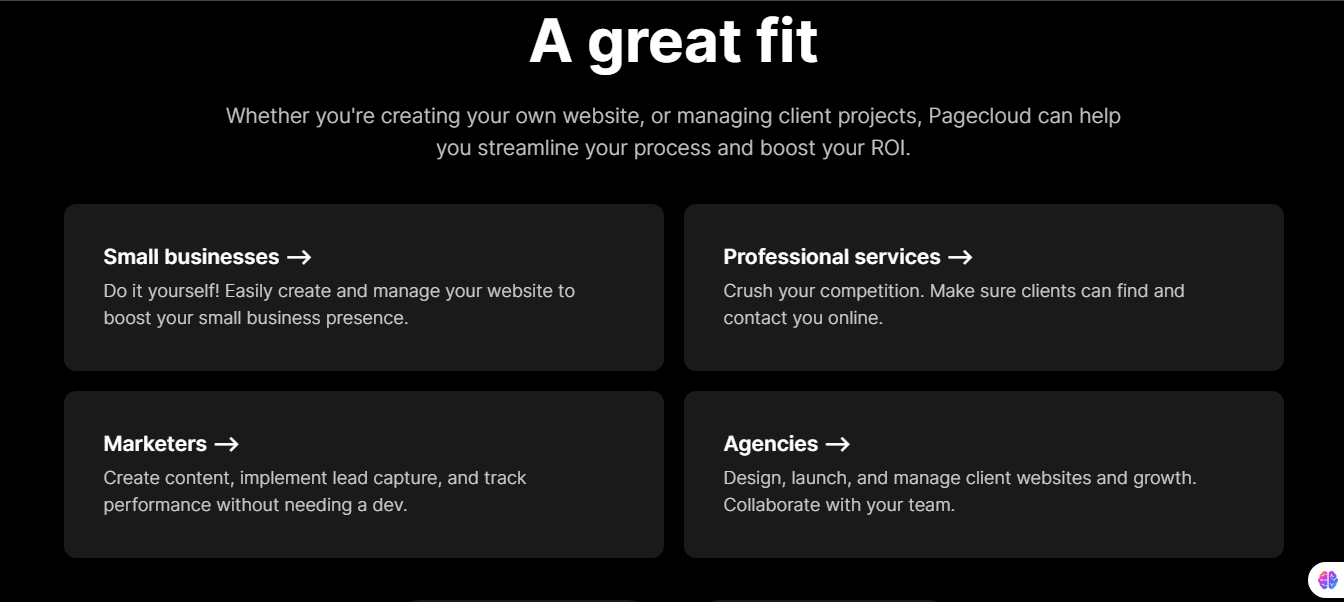 A great fit
Whether you're creating your own website, or managing client projects, Pagecloud can help
you streamline your process and boost your ROI.
Small businesses →
Do it yourself! Easily create and manage your website to
boost your small business presence.
Professional services →
Crush your competition. Make sure clients can find and
contact you online.
Marketers →
Create content, implement lead capture, and track
performance without needing a dev.
Agencies →
Design, launch, and manage client websites and growth.
Collaborate with your team.